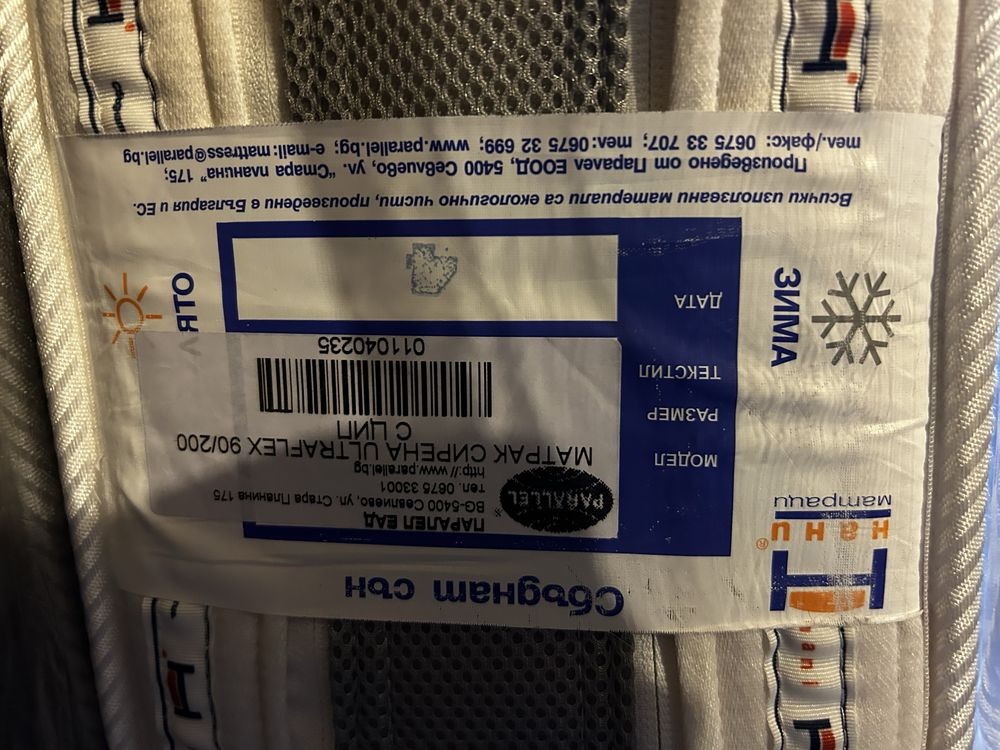 Сбъднат сън
нани®
матраци
ПАРАЛЕЛ ЕАД
BG-5400 Севлиево, ул. Стара Планина 175
тел. 0675 33001
http://www.parallel.bg
PARALLEL
МАТРАК СИРЕНА ULTRAFLEX 90/200
С ЦИП
011040235
МОДЕЛ
РАЗМЕР
ТЕКСТИЛ
ДАТА
ЗИМА
ЛЯТО
Всички използвани материали са екологично чисти, произведени в България и ЕС.
Произведено от Паралел ЕООД, 5400 Севлиево, ул. "Стара планина" 175;
тел./факс: 0675 33 707; тел.: 0675 32 699; www.parallel.bg; e-mail: mattress@parallel.bg